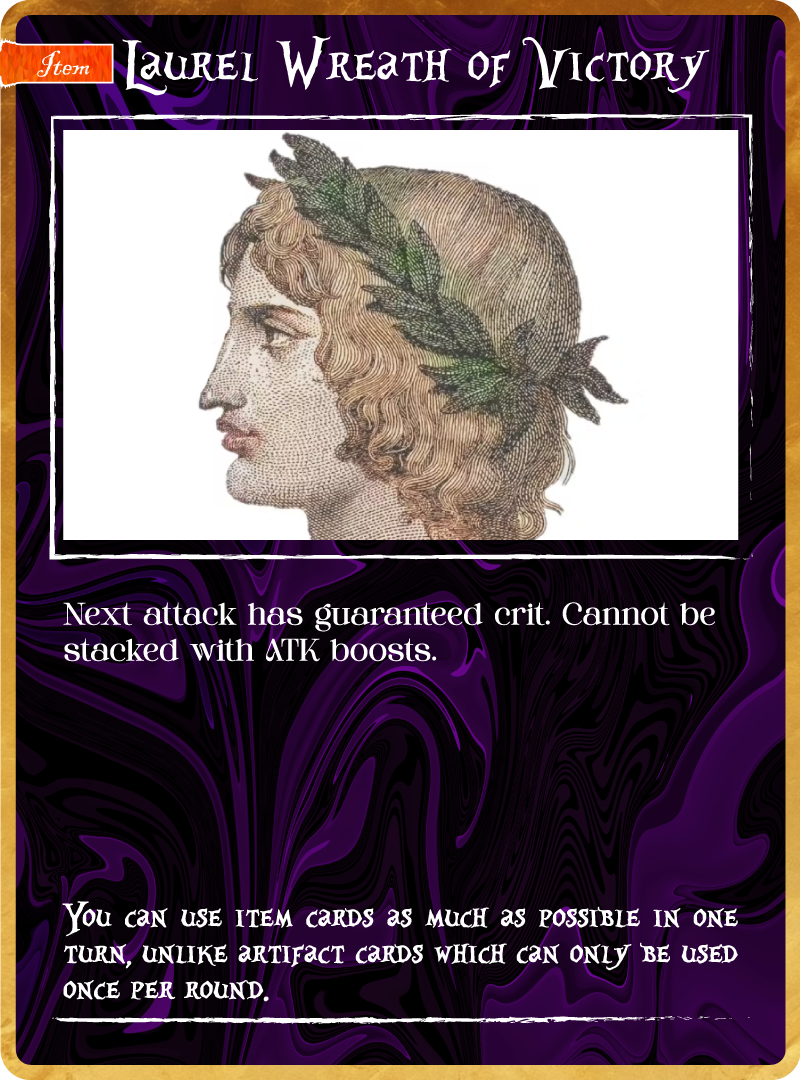 Item
Laurel Wreath of Victory
Next attack has guaranteed crit. Cannot be
stacked with ATK boosts.
You can use item cards as much as possible in one
turn, unlike artifact cards which can only be used
once per round.